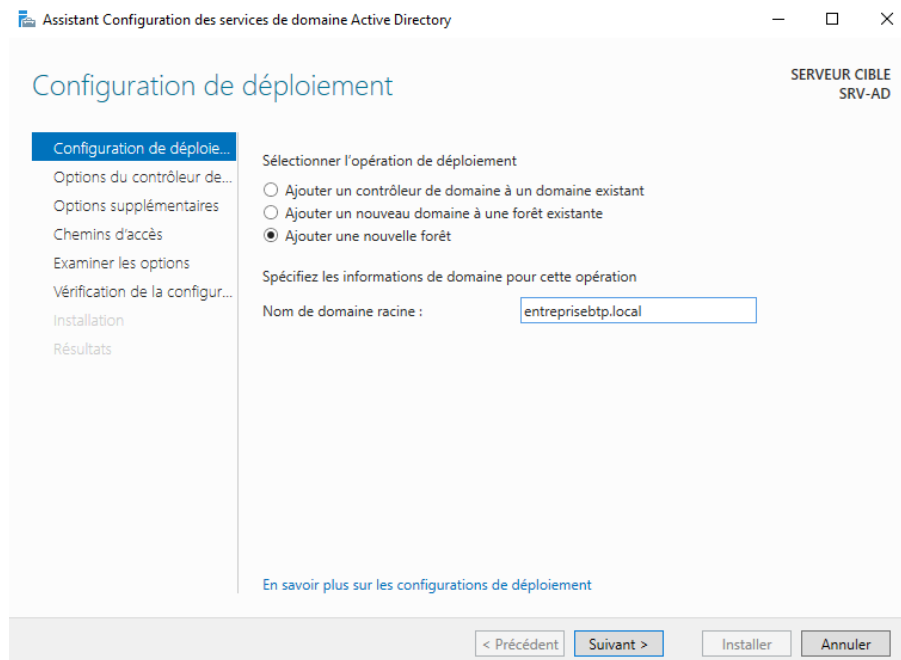 Assistant Configuration des services de domaine Active Directory
Configuration de déploiement
SERVEUR CIBLE
SRV-AD
Configuration de déploie...
Options du contrôleur de...
Options supplémentaires
Chemins d'accès
Examiner les options
Vérification de la configur...
Installation
Résultats
Sélectionner l'opération de déploiement
Ajouter un contrôleur de domaine à un domaine existant
Ajouter un nouveau domaine à une forêt existante
Ajouter une nouvelle forêt
Spécifiez les informations de domaine pour cette opération
Nom de domaine racine : entreprisebtp.local
En savoir plus sur les configurations de déploiement
< Précédent Suivant > Installer Annuler